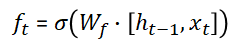 f_t = σ(W_f · [h_{t−1}, x_t])